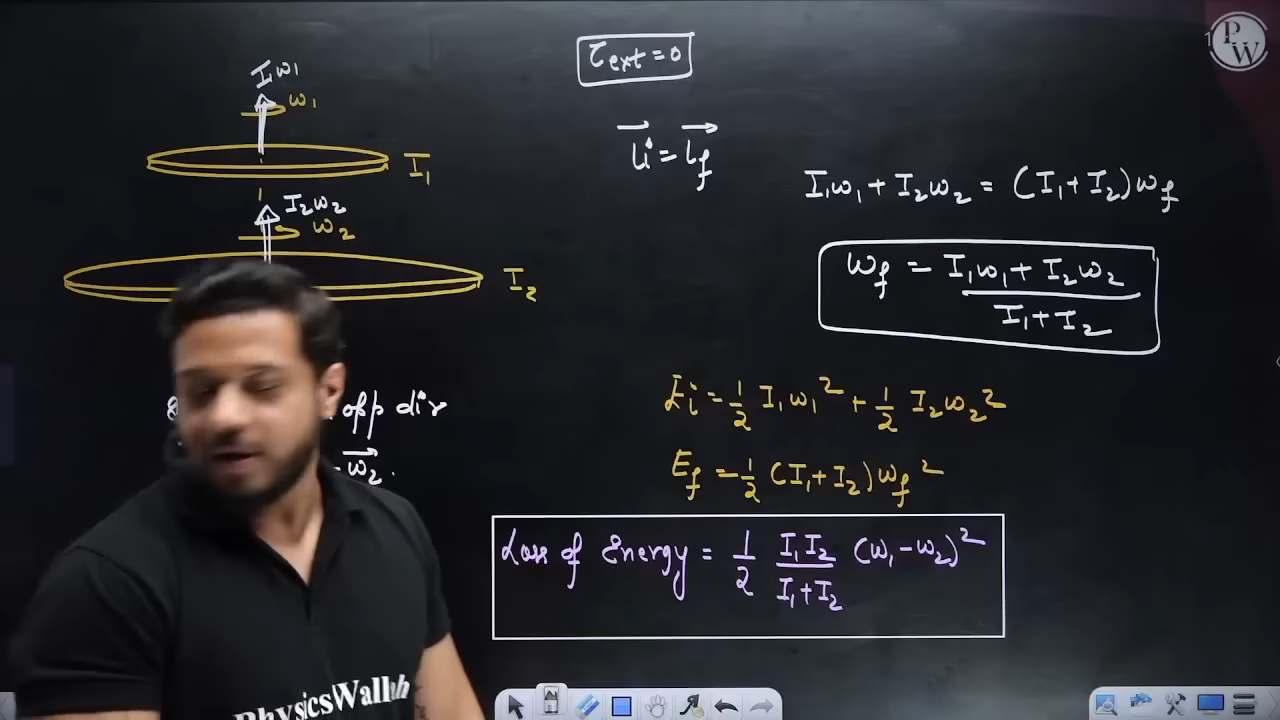 τext = 0
I₁ω₁
ω₁
I₁
I₂ω₂
ω₂
I₂
Li = Lf
I₁ω₁ + I₂ω₂ = (I₁+I₂)ωf
ωf = I₁ω₁ + I₂ω₂
I₁ + I₂
opp dir
-ω₂.
Ei = 1/2 I₁ω₁² + 1/2 I₂ω₂²
Ef = 1/2 (I₁+I₂)ωf²
Loss of Energy = 1/2 I₁I₂/I₁+I₂ (ω₁-ω₂)²
PhysicsWallah
PW